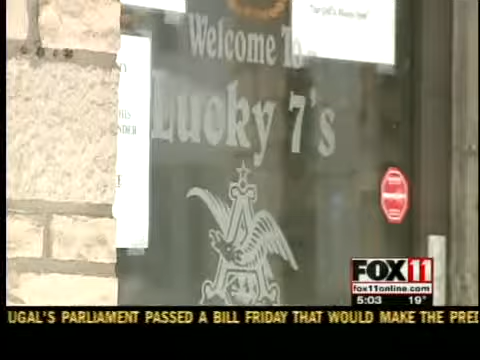 Welcome To
Lucky 7's
FOX 11
fox11online.com
5:03 19°
UGAL'S PARLIAMENT PASSED A BILL FRIDAY THAT WOULD MAKE THE PRED